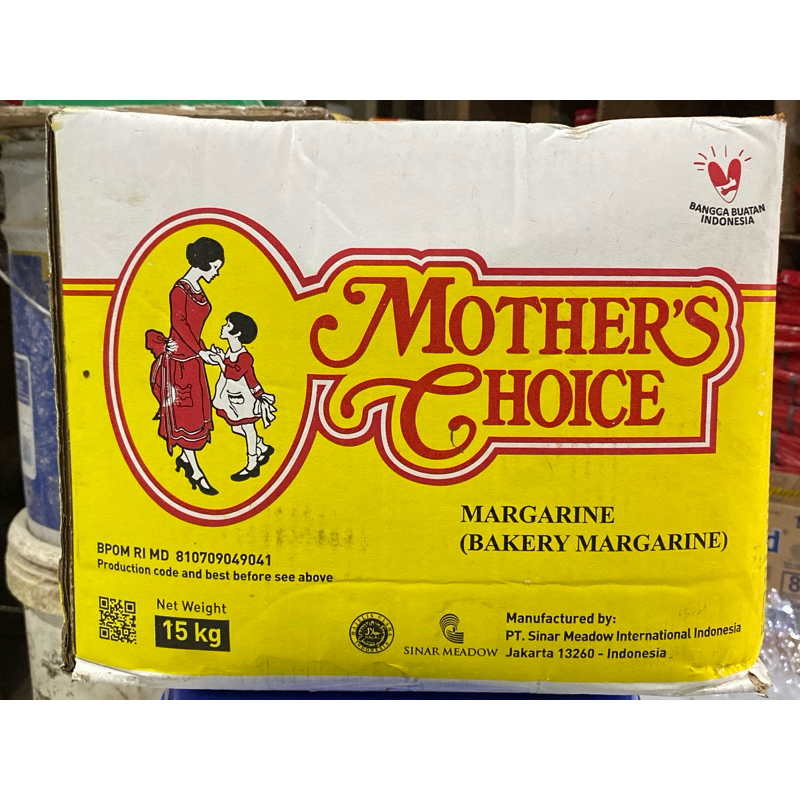 BANGGA BUATAN
INDONESIA
MOTHER'S
CHOICE
MARGARINE
(BAKERY MARGARINE)
BPOM RI MD 810709049041
Production code and best before see above
Net Weight
15 kg
HALAL
SINAR MEADOW
Manufactured by:
PT. Sinar Meadow International Indonesia
Jakarta 13260 - Indonesia